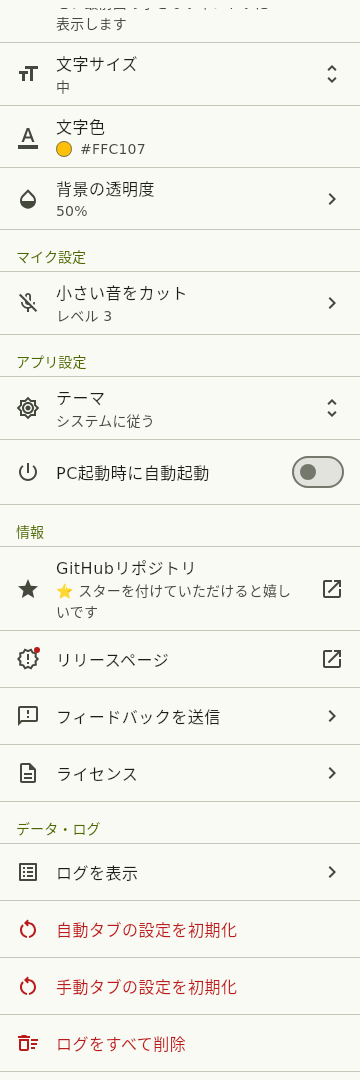 表示します
文字サイズ
中
文字色
#FFC107
背景の透明度
50%
マイク設定
小さい音をカット
レベル 3
アプリ設定
テーマ
システムに従う
PC起動時に自動起動
情報
GitHubリポジトリ
⭐ スターを付けていただけると嬉し
いです
リリースページ
フィードバックを送信
ライセンス
データ・ログ
ログを表示
自動タブの設定を初期化
手動タブの設定を初期化
ログをすべて削除